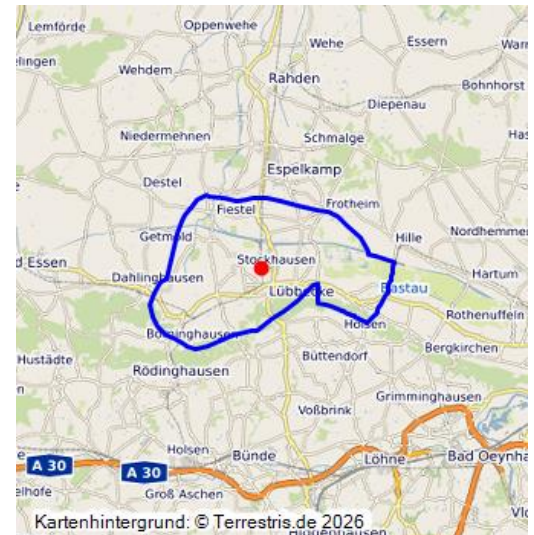 Lemförde
Oppenwehe
Wehe
Essern
Wehdem
Rahden
Bohnhorst
Diepenau
Niedermehnen
Schmalge
Espelkamp
Destel
Fiestel
Frotheim
Getmold
Hille
Nordhemmer
d Essen
Stockhausen
Hartum
Dahlinghausen
Lübbecke
Bastau
Rothenuffeln
Holsen
Büttendorf
Bergkirchen
Hüstädte
Rödinghausen
Grimminghausen
Voßbrink
Holsen
Bünde
Löhne
Bad Oeynha
A 30
A 30
elhofe
Groß Aschen
Kartenhintergrund: © Terrestris.de 2026